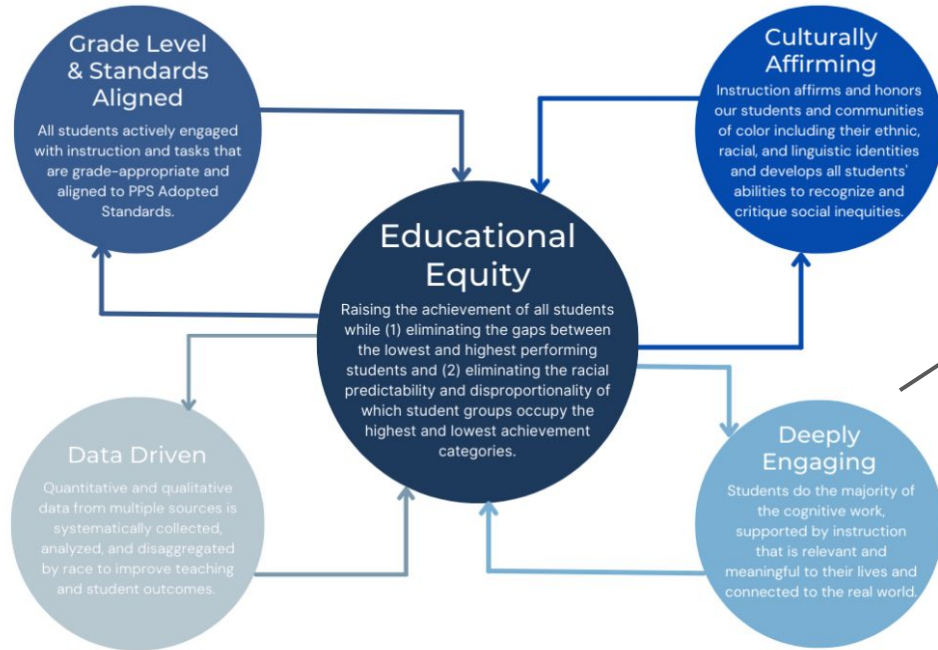 Grade Level
& Standards
Aligned
All students actively engaged
with instruction and tasks that
are grade-appropriate and
aligned to PPS Adopted
Standards.
Culturally
Affirming
Instruction affirms and honors
our students and communities
of color including their ethnic,
racial, and linguistic identities
and develops all students'
abilities to recognize and
critique social inequities.
Educational
Equity
Raising the achievement of all students
while (1) eliminating the gaps between
the lowest and highest performing
students and (2) eliminating the racial
predictability and disproportionality of
which student groups occupy the
highest and lowest achievement
categories.
Data Driven
Quantitative and qualitative
data from multiple sources is
systematically collected,
analyzed, and disaggregated
by race to improve teaching
and student outcomes.
Deeply
Engaging
Students do the majority of
the cognitive work,
supported by instruction
that is relevant and
meaningful to their lives and
connected to the real world.